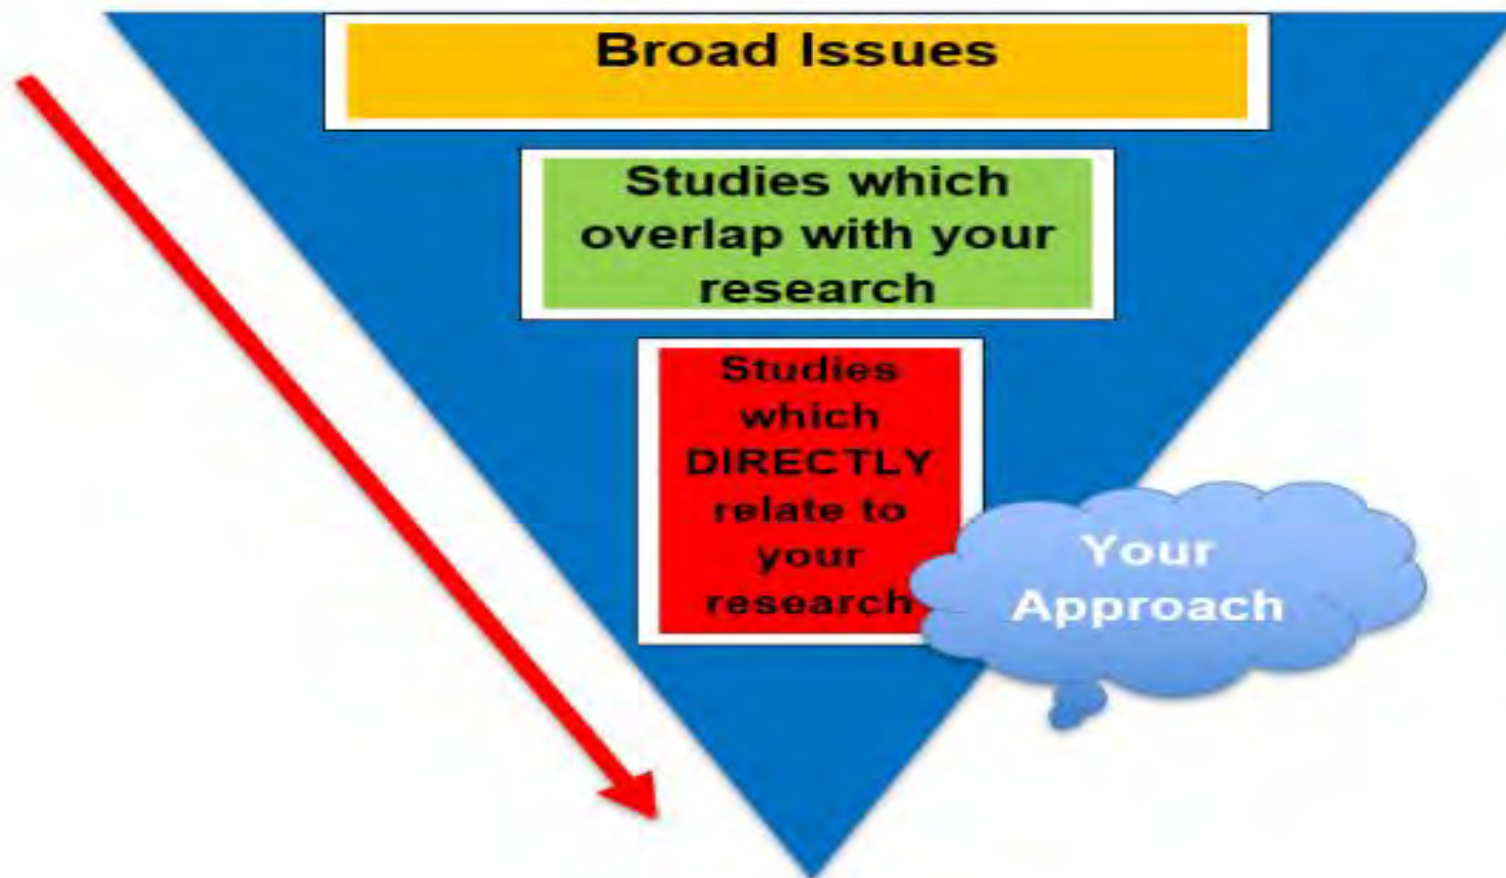 Broad Issues
Studies which
overlap with your
research
Studies
which
DIRECTLY
relate to
your
research
Your
Approach